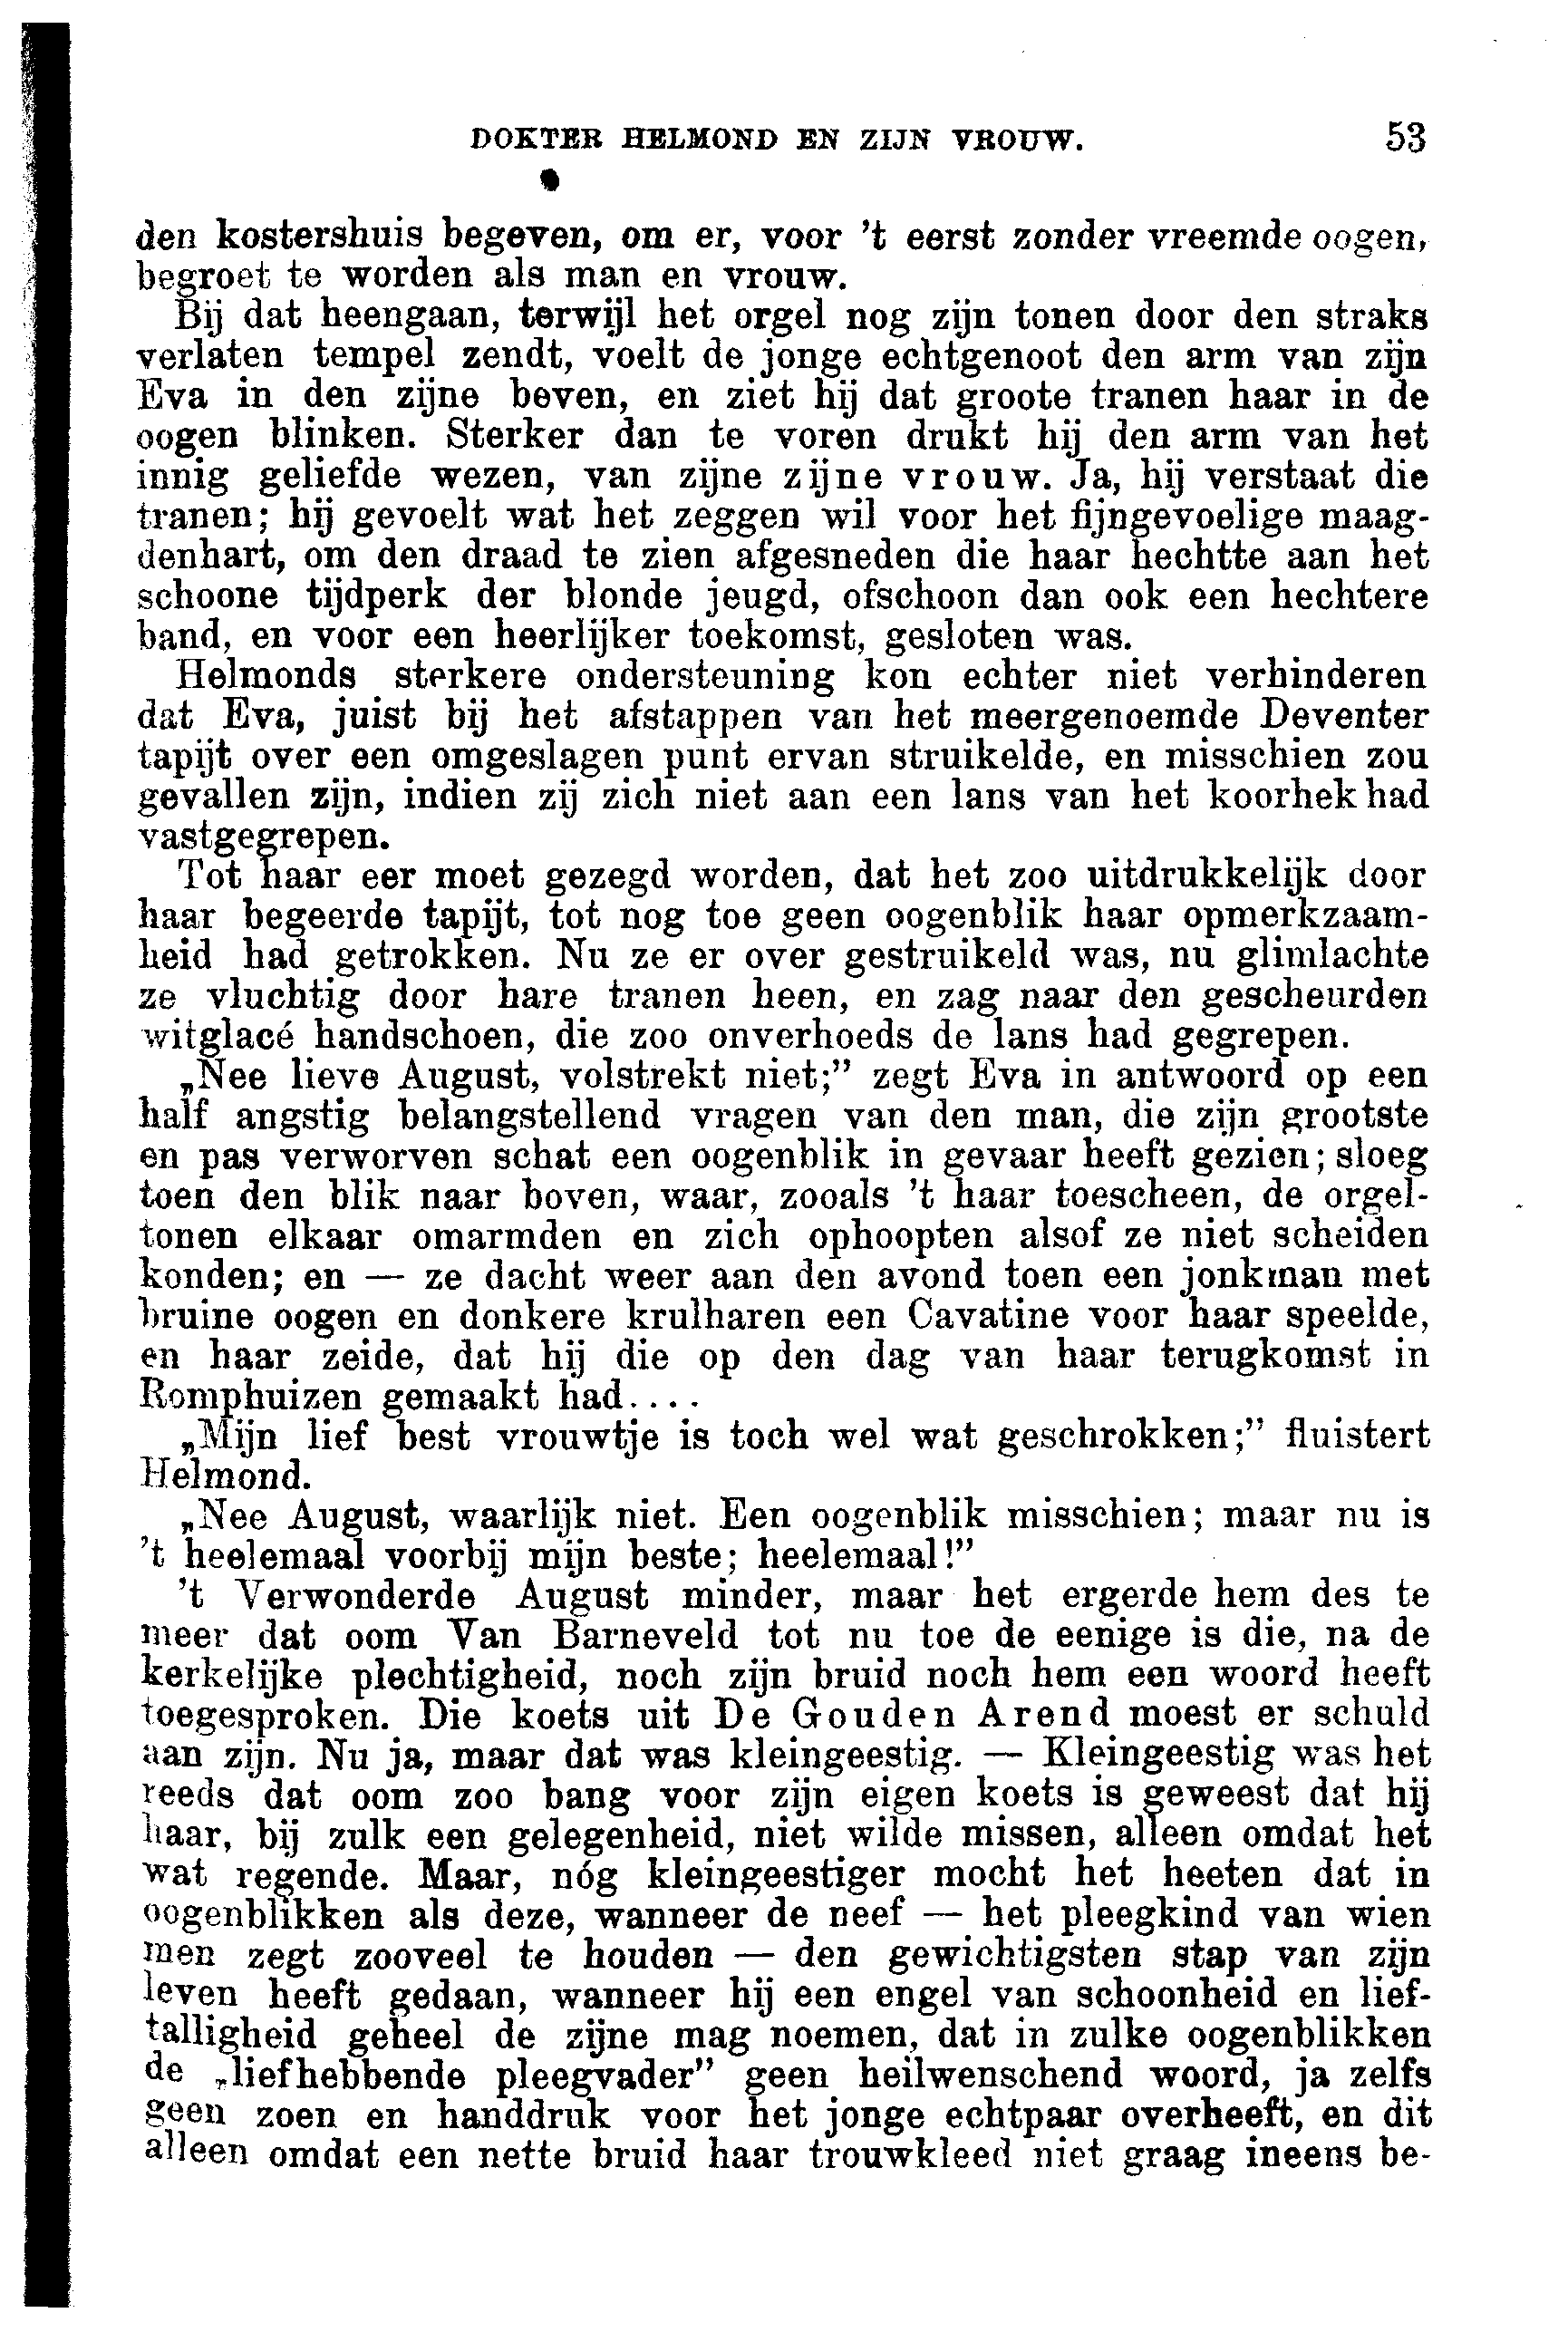 DOKTER HELMOND EN ZIJN VROUW. 53
den kostershuis begeven, om er, voor 't eerst zonder vreemde oogen,
begroet te worden als man en vrouw.
Bij dat heengaan, terwijl het orgel nog zijn tonen door den straks
verlaten tempel zendt, voelt de jonge echtgenoot den arm van zijn
Eva in den zijne beven, en ziet hij dat groote tranen haar in de
oogen blinken. Sterker dan te voren drukt hij den arm van het
innig geliefde wezen, van zijne zijne vrouw. Ja, hij verstaat die
tranen; hij gevoelt wat het zeggen wil voor het fijngevoelige maag-
denhart, om den draad te zien afgesneden die haar hechtte aan het
schoone tijdperk der blonde jeugd, ofschoon dan ook een hechtere
band, en voor een heerlijker toekomst, gesloten was.
Helmonds sterkere ondersteuning kon echter niet verhinderen
dat Eva, juist bij het afstappen van het meergenoemde Deventer
tapijt over een omgeslagen punt ervan struikelde, en misschien zou
gevallen zijn, indien zij zich niet aan een lans van het koorhek had
vastgegrepen.
Tot haar eer moet gezegd worden, dat het zoo uitdrukkelijk door
haar begeerde tapijt, tot nog toe geen oogenblik haar opmerkzaam-
heid had getrokken. Nu ze er over gestruikeld was, nu glimlachte
ze vluchtig door hare tranen heen, en zag naar den gescheurden
witglacé handschoen, die zoo onverhoeds de lans had gegrepen.
„Nee lieve August, volstrekt niet;” zegt Eva in antwoord op een
half angstig belangstellend vragen van den man, die zijn grootste
en pas verworven schat een oogenblik in gevaar heeft gezien; sloeg
toen den blik naar boven, waar, zooals 't haar toescheen, de orgel-
tonen elkaar omarmden en zich ophoopten alsof ze niet scheiden
konden; en — ze dacht weer aan den avond toen een jonkman met
bruine oogen en donkere krulharen een Cavatine voor haar speelde,
en haar zeide, dat hij die op den dag van haar terugkomst in
Romphuizen gemaakt had....
„Mijn lief best vrouwtje is toch wel wat geschrokken;” fluistert
Helmond.
„Nee August, waarlijk niet. Een oogenblik misschien; maar nu is
't heelemaal voorbij mijn beste; heelemaal!”
't Verwonderde August minder, maar het ergerde hem des te
meer dat oom Van Barneveld tot nu toe de eenige is die, na de
kerkelijke plechtigheid, noch zijn bruid noch hem een woord heeft
toegesproken. Die koets uit De Gouden Arend moest er schuld
aan zijn. Nu ja, maar dat was kleingeestig. — Kleingeestig was het
reeds dat oom zoo bang voor zijn eigen koets is geweest dat hij
haar, bij zulk een gelegenheid, niet wilde missen, alleen omdat het
wat regende. Maar, nóg kleingeestiger mocht het heeten dat in
oogenblikken als deze, wanneer de neef — het pleegkind van wien
men zegt zooveel te houden — den gewichtigsten stap van zijn
leven heeft gedaan, wanneer hij een engel van schoonheid en lief-
talligheid geheel de zijne mag noemen, dat in zulke oogenblikken
de „liefhebbende pleegvader” geen heilwenschend woord, ja zelfs
geen zoen en handdruk voor het jonge echtpaar overheeft, en dit
alleen omdat een nette bruid haar trouwkleed niet graag ineens be-